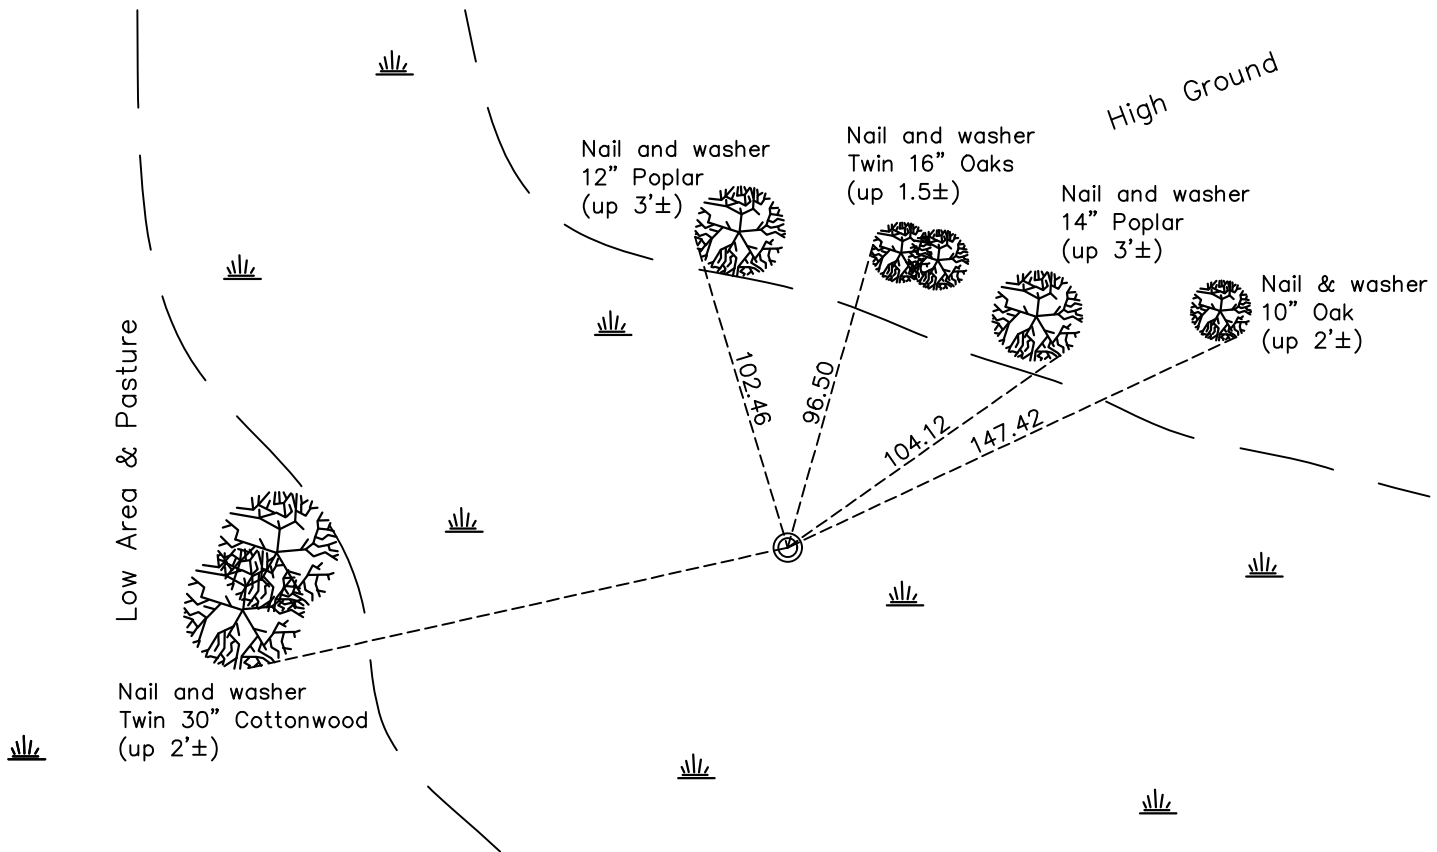 High Ground
Nail and washer
12” Poplar
(up 3’±)
Nail and washer
Twin 16” Oaks
(up 1.5±)
Nail and washer
14” Poplar
(up 3’±)
Nail & washer
10” Oak
(up 2’±)
102.46
96.50
104.12
147.42
Low Area & Pasture
Nail and washer
Twin 30” Cottonwood
(up 2’±)